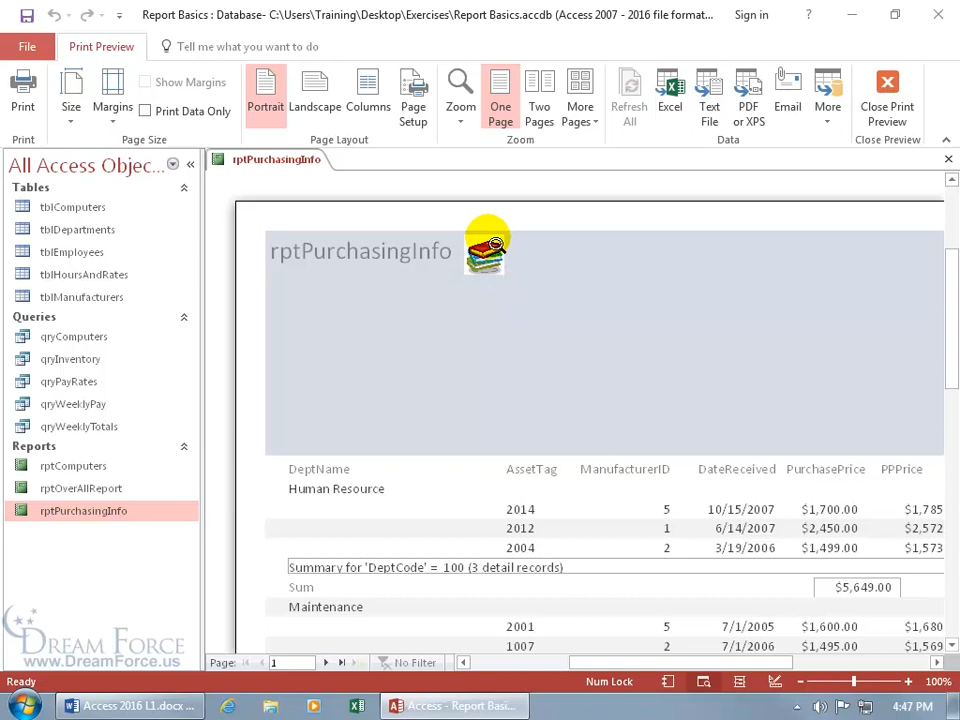 Report Basics : Database- C:\Users\Training\Desktop\Exercises\Report Basics.accdb (Access 2007 - 2016 file format... Sign in
File Print Preview Tell me what you want to do
Print Size Margins Show Margins Print Data Only Portrait Landscape Columns Page Setup Zoom One Page Two Pages More Pages Refresh All Excel Text File PDF or XPS Email More Close Print Preview
Print Page Size Page Layout Zoom Data Close Preview
All Access Objec... rptPurchasingInfo
Tables
tblComputers
tblDepartments
tblEmployees
tblHoursAndRates
tblManufacturers
Queries
qryComputers
qryInventory
qryPayRates
qryWeeklyPay
qryWeeklyTotals
Reports
rptComputers
rptOverAllReport
rptPurchasingInfo
rptPurchasingInfo
DeptName AssetTag ManufacturerID DateReceived PurchasePrice PPPrice
Human Resource
2014 5 10/15/2007 $1,700.00 $1,785
2012 1 6/14/2007 $2,450.00 $2,572
2004 2 3/19/2006 $1,499.00 $1,573
Summary for 'DeptCode' = 100 (3 detail records)
Sum $5,649.00
Maintenance
2001 5 7/1/2005 $1,600.00 $1,680
1007 2 7/1/2006 $1,495.00 $1,569
DREAM FORCE
www.DreamForce.us
Page: 1 No Filter
Ready Num Lock 100%
Access 2016 L1.docx ... Access - Report Basi... 4:47 PM